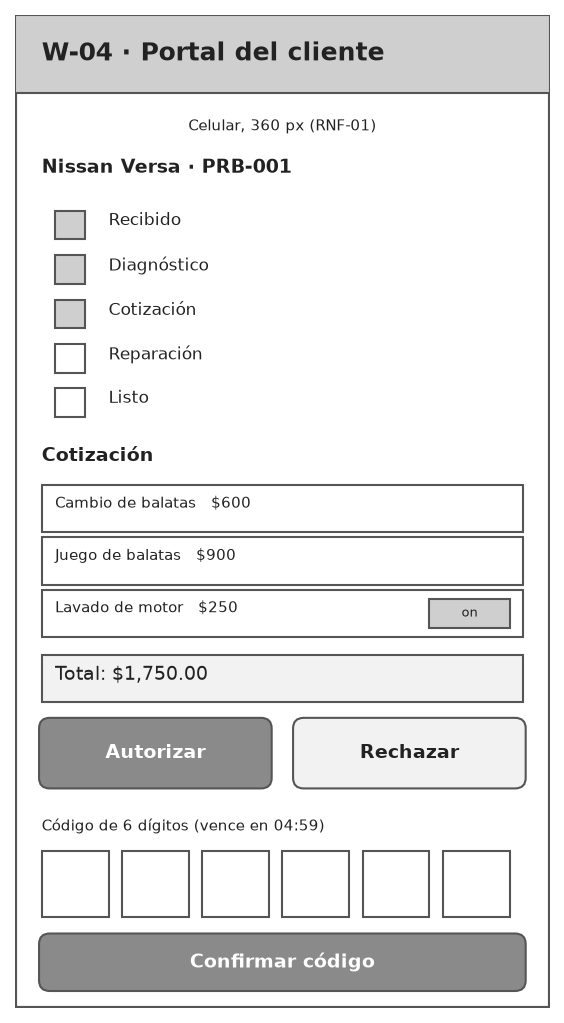 W-04 · Portal del cliente
Celular, 360 px (RNF-01)
Nissan Versa · PRB-001
Recibido
Diagnóstico
Cotización
Reparación
Listo
Cotización
Cambio de balatas $600
Juego de balatas $900
Lavado de motor $250 on
Total: $1,750.00
Autorizar Rechazar
Código de 6 dígitos (vence en 04:59)
Confirmar código